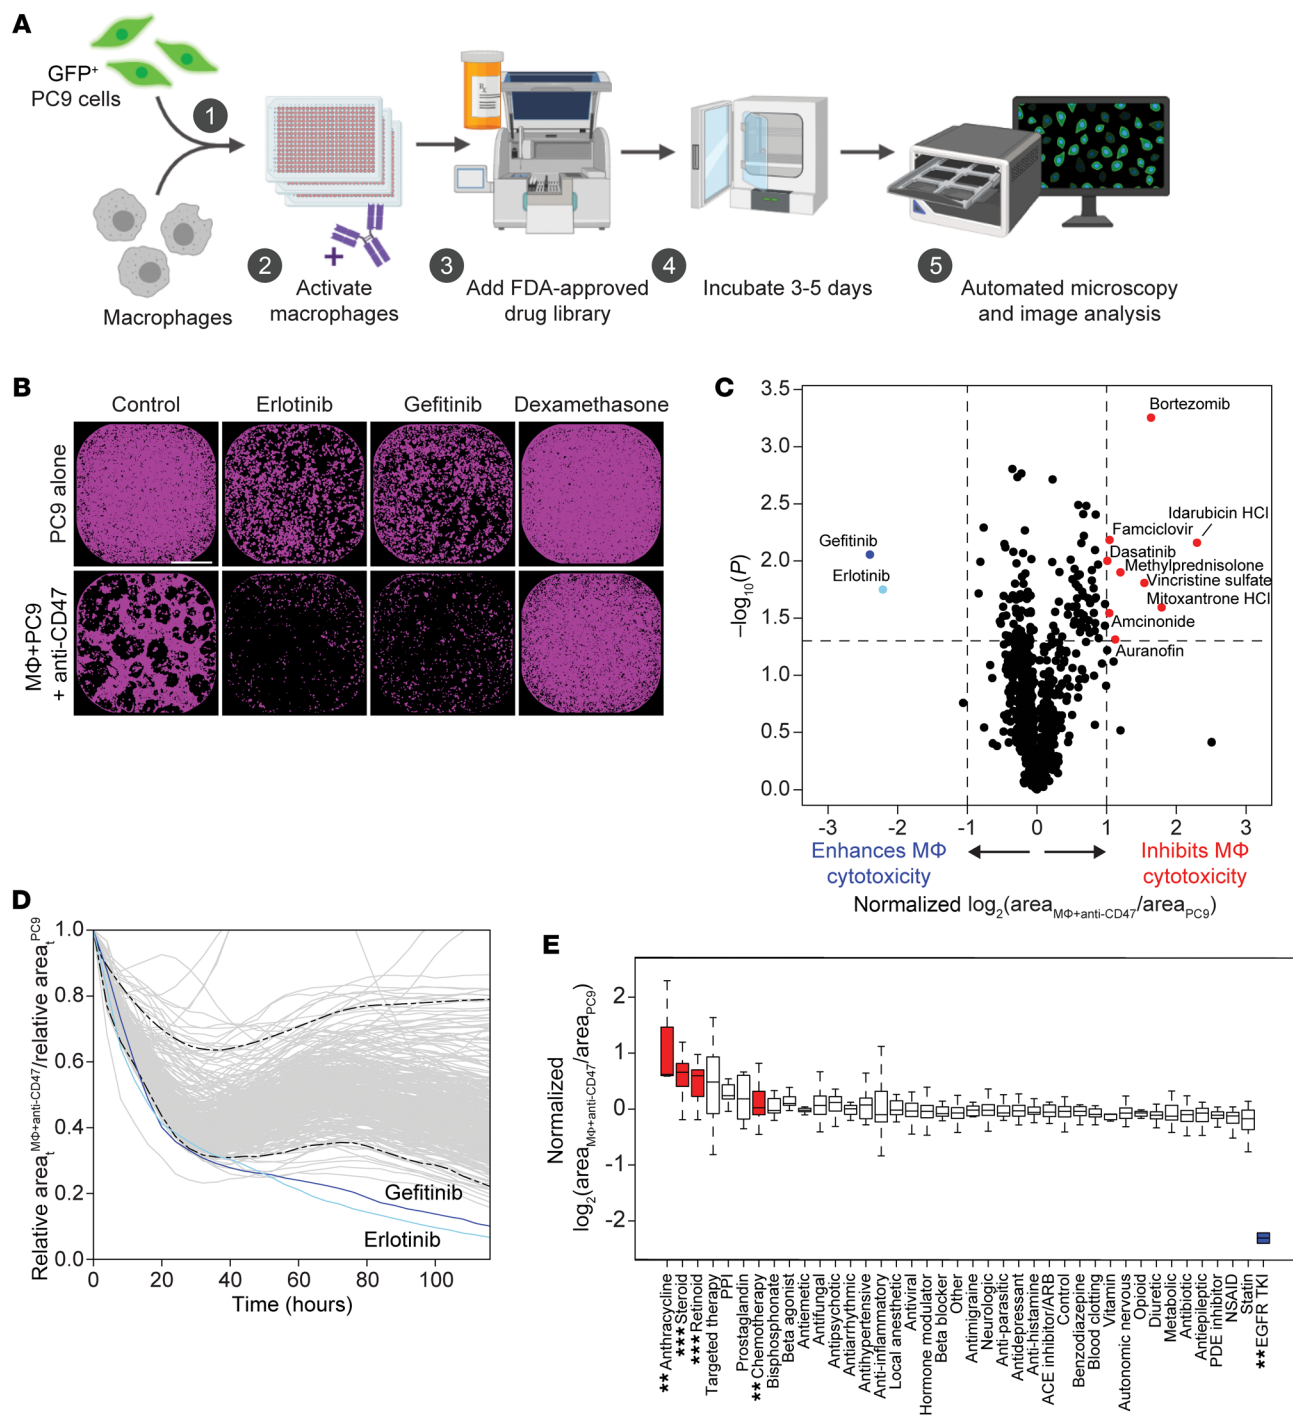 A
GFP+
PC9 cells
Macrophages
1
2
Activate
macrophages
3
Add FDA-approved
drug library
4
Incubate 3-5 days
5
Automated microscopy
and image analysis
B
Control
Erlotinib
Gefitinib
Dexamethasone
PC9 alone
MΦ+PC9
+ anti-CD47
C
3.5
3.0
2.5
2.0
1.5
1.0
0.5
0.0
–log10(P)
Bortezomib
Idarubicin HCl
Famciclovir
Gefitinib
Dasatinib
Methylprednisolone
Erlotinib
Vincristine sulfate
Mitoxantrone HCl
Amcinonide
Auranofin
-3
-2
-1
0
1
2
3
Enhances MΦ
cytotoxicity
Inhibits MΦ
cytotoxicity
Normalized log2(areaMΦ+anti-CD47/areaPC9)
D
1.0
0.8
0.6
0.4
0.2
0.0
Relative areatMΦ+anti-CD47/relative areatPC9
Gefitinib
Erlotinib
0
20
40
60
80
100
Time (hours)
E
2
1
0
-1
-2
Normalized
log2(areaMΦ+anti-CD47/areaPC9)
**Anthracycline
***Steroid
***Retinoid
Targeted therapy
PPI
Prostaglandin
**Chemotherapy
Bisphosphonate
Beta agonist
Antiemetic
Antifungal
Antipsychotic
Antiarrhythmic
Antihypertensive
Anti-inflammatory
Local anesthetic
Antiviral
Hormone modulator
Beta blocker
Other
Antimigraine
Neurologic
Anti-parasitic
Antidepressant
Anti-histamine
ACE inhibitor/ARB
Control
Benzodiazepine
Blood clotting
Vitamin
Autonomic nervous
Opioid
Diuretic
Metabolic
Antibiotic
Antiepileptic
PDE inhibitor
NSAID
Statin
**EGFR TKI